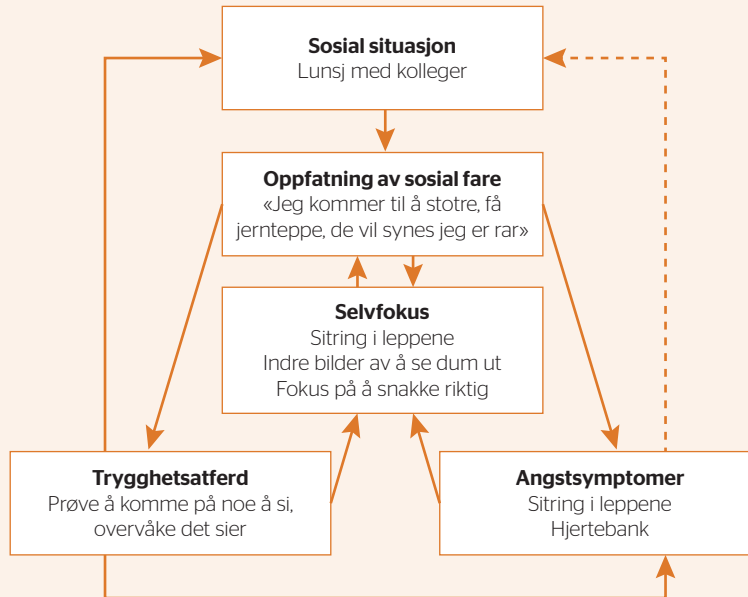 Sosial situasjon
Lunsj med kolleger
Oppfatning av sosial fare
«Jeg kommer til å stotre, få
jernteppe, de vil synes jeg er rar»
Selvfokus
Sitring i leppene
Indre bilder av å se dum ut
Fokus på å snakke riktig
Trygghetsatferd
Prøve å komme på noe å si,
overvåke det sier
Angstsymptomer
Sitring i leppene
Hjertebank